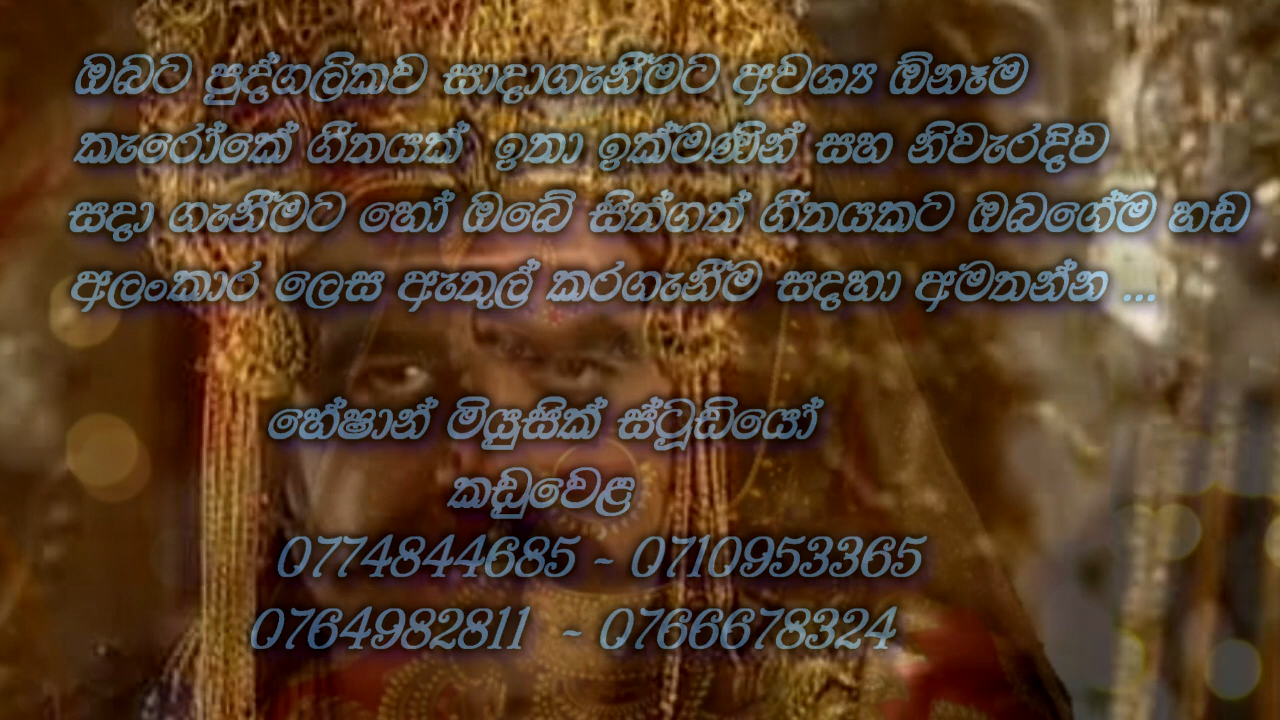 ඔබට පුද්ගලිකව සාදාගැනීමට අවශ්‍ය ඕනෑම
කැරෝකේ ගීතයක් ඉතා ඉක්මණින් සහ නිවැරදිව
සදා ගැනීමට හෝ ඔබේ සිත්ගත් ගීතයකට ඔබගේම හඬ
අලංකාර ලෙස ඇතුල් කරගැනීම සදහා අමතන්න ...
හේෂාන් මියුසික් ස්ටූඩියෝ
කඩුවෙළ
0774844685 - 0710953365
0764982811 - 0766678324